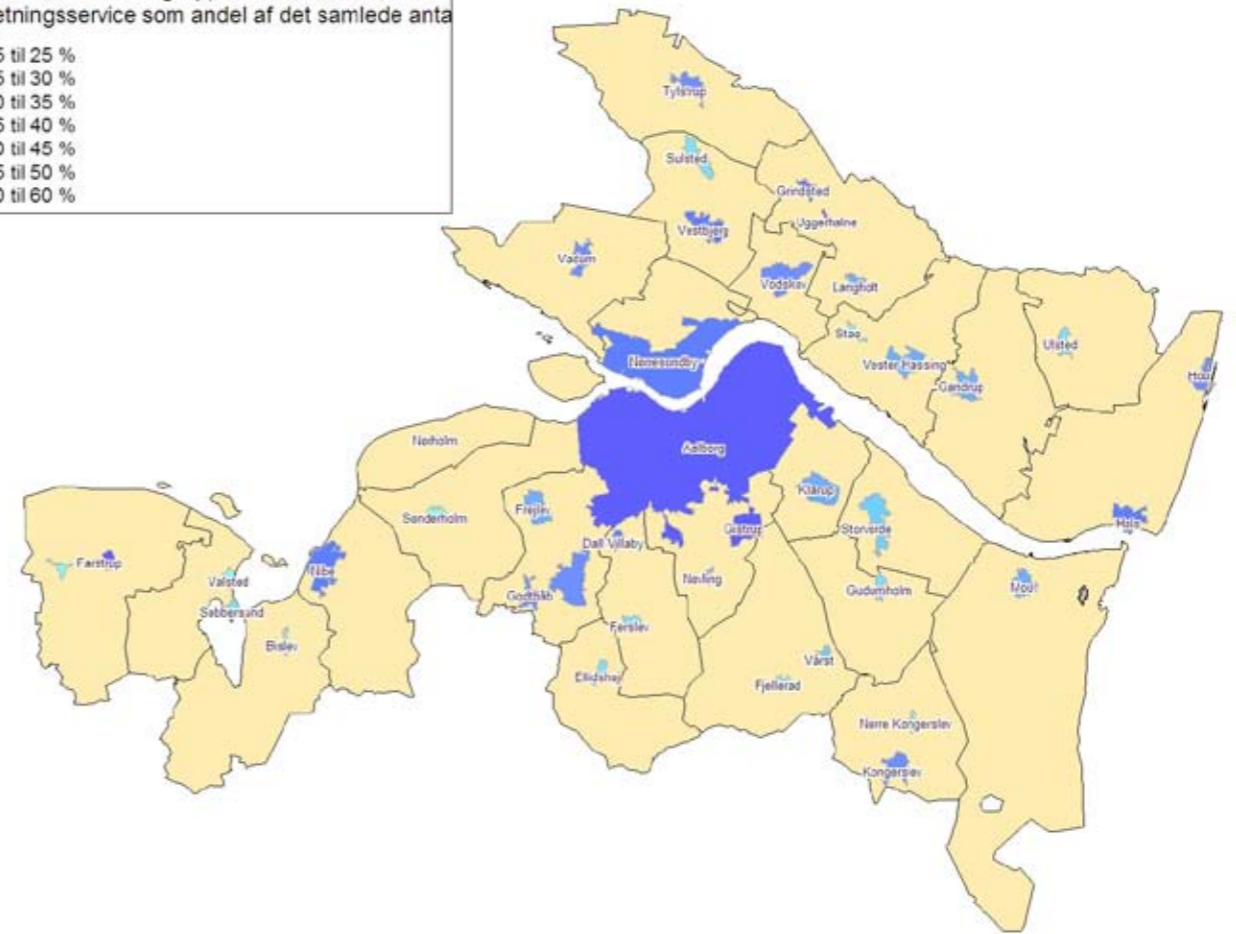 etningsservice som andel af det samlede anta
5 til 25 %
5 til 30 %
0 til 35 %
5 til 40 %
0 til 45 %
5 til 50 %
0 til 60 %
Tylstrup
Sulsted
Grindsted
Uggerhalne
Vestbjerg
Vadum
Vodskov
Langholt
Stae
Ulsted
Nørresundby
Vester Hassing
Gandrup
Hou
Nørholm
Aalborg
Klarup
Frejlev
Sønderholm
Storvorde
Gistrup
Hals
Dall Villaby
Farstrup
Nibe
Valsted
Nøvling
Gudumholm
Mou
Godthåb
Sebbersund
Ferslev
Bislev
Vårst
Ellidshøj
Fjellerad
Nørre Kongerslev
Kongerslev